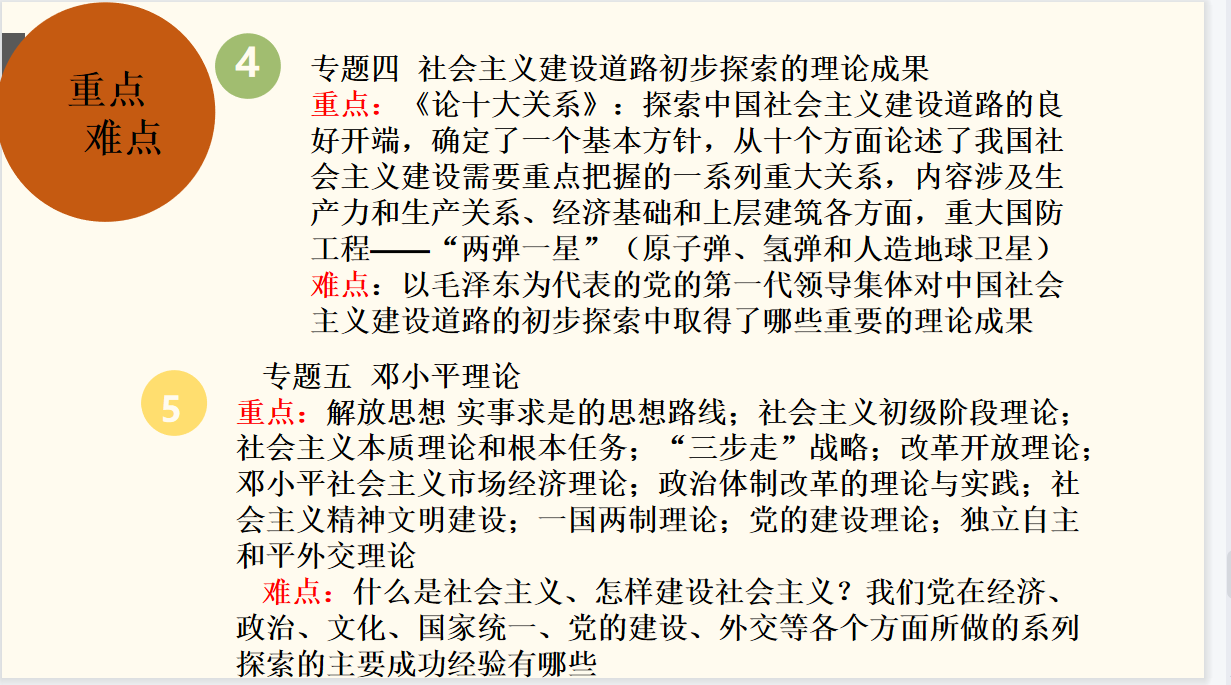 重点
难点
4
专题四 社会主义建设道路初步探索的理论成果
重点：《论十大关系》：探索中国社会主义建设道路的良
好开端，确定了一个基本方针，从十个方面论述了我国社
会主义建设需要重点把握的一系列重大关系，内容涉及生
产力和生产关系、经济基础和上层建筑各方面，重大国防
工程——“两弹一星”（原子弹、氢弹和人造地球卫星）
难点：以毛泽东为代表的党的第一代领导集体对中国社会
主义建设道路的初步探索中取得了哪些重要的理论成果
5
专题五 邓小平理论
重点：解放思想 实事求是的思想路线；社会主义初级阶段理论；
社会主义本质理论和根本任务；“三步走”战略；改革开放理论；
邓小平社会主义市场经济理论；政治体制改革的理论与实践；社
会主义精神文明建设；一国两制理论；党的建设理论；独立自主
和平外交理论
难点：什么是社会主义、怎样建设社会主义？我们党在经济、
政治、文化、国家统一、党的建设、外交等各个方面所做的系列
探索的主要成功经验有哪些